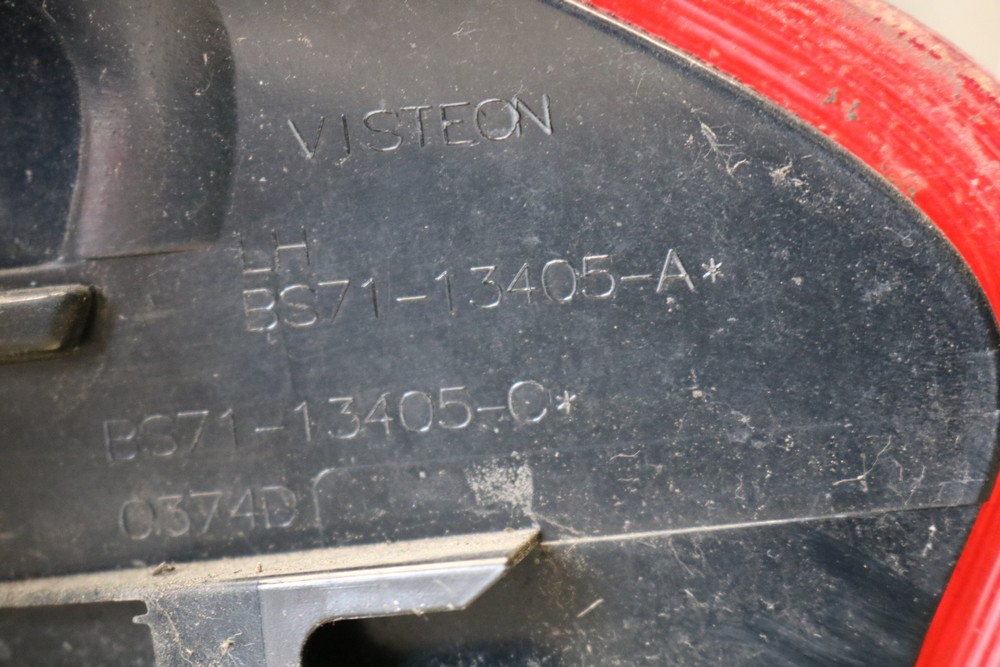 VISTEON
LH
BS71-13405-A*
BS71-13405-C*
0374D